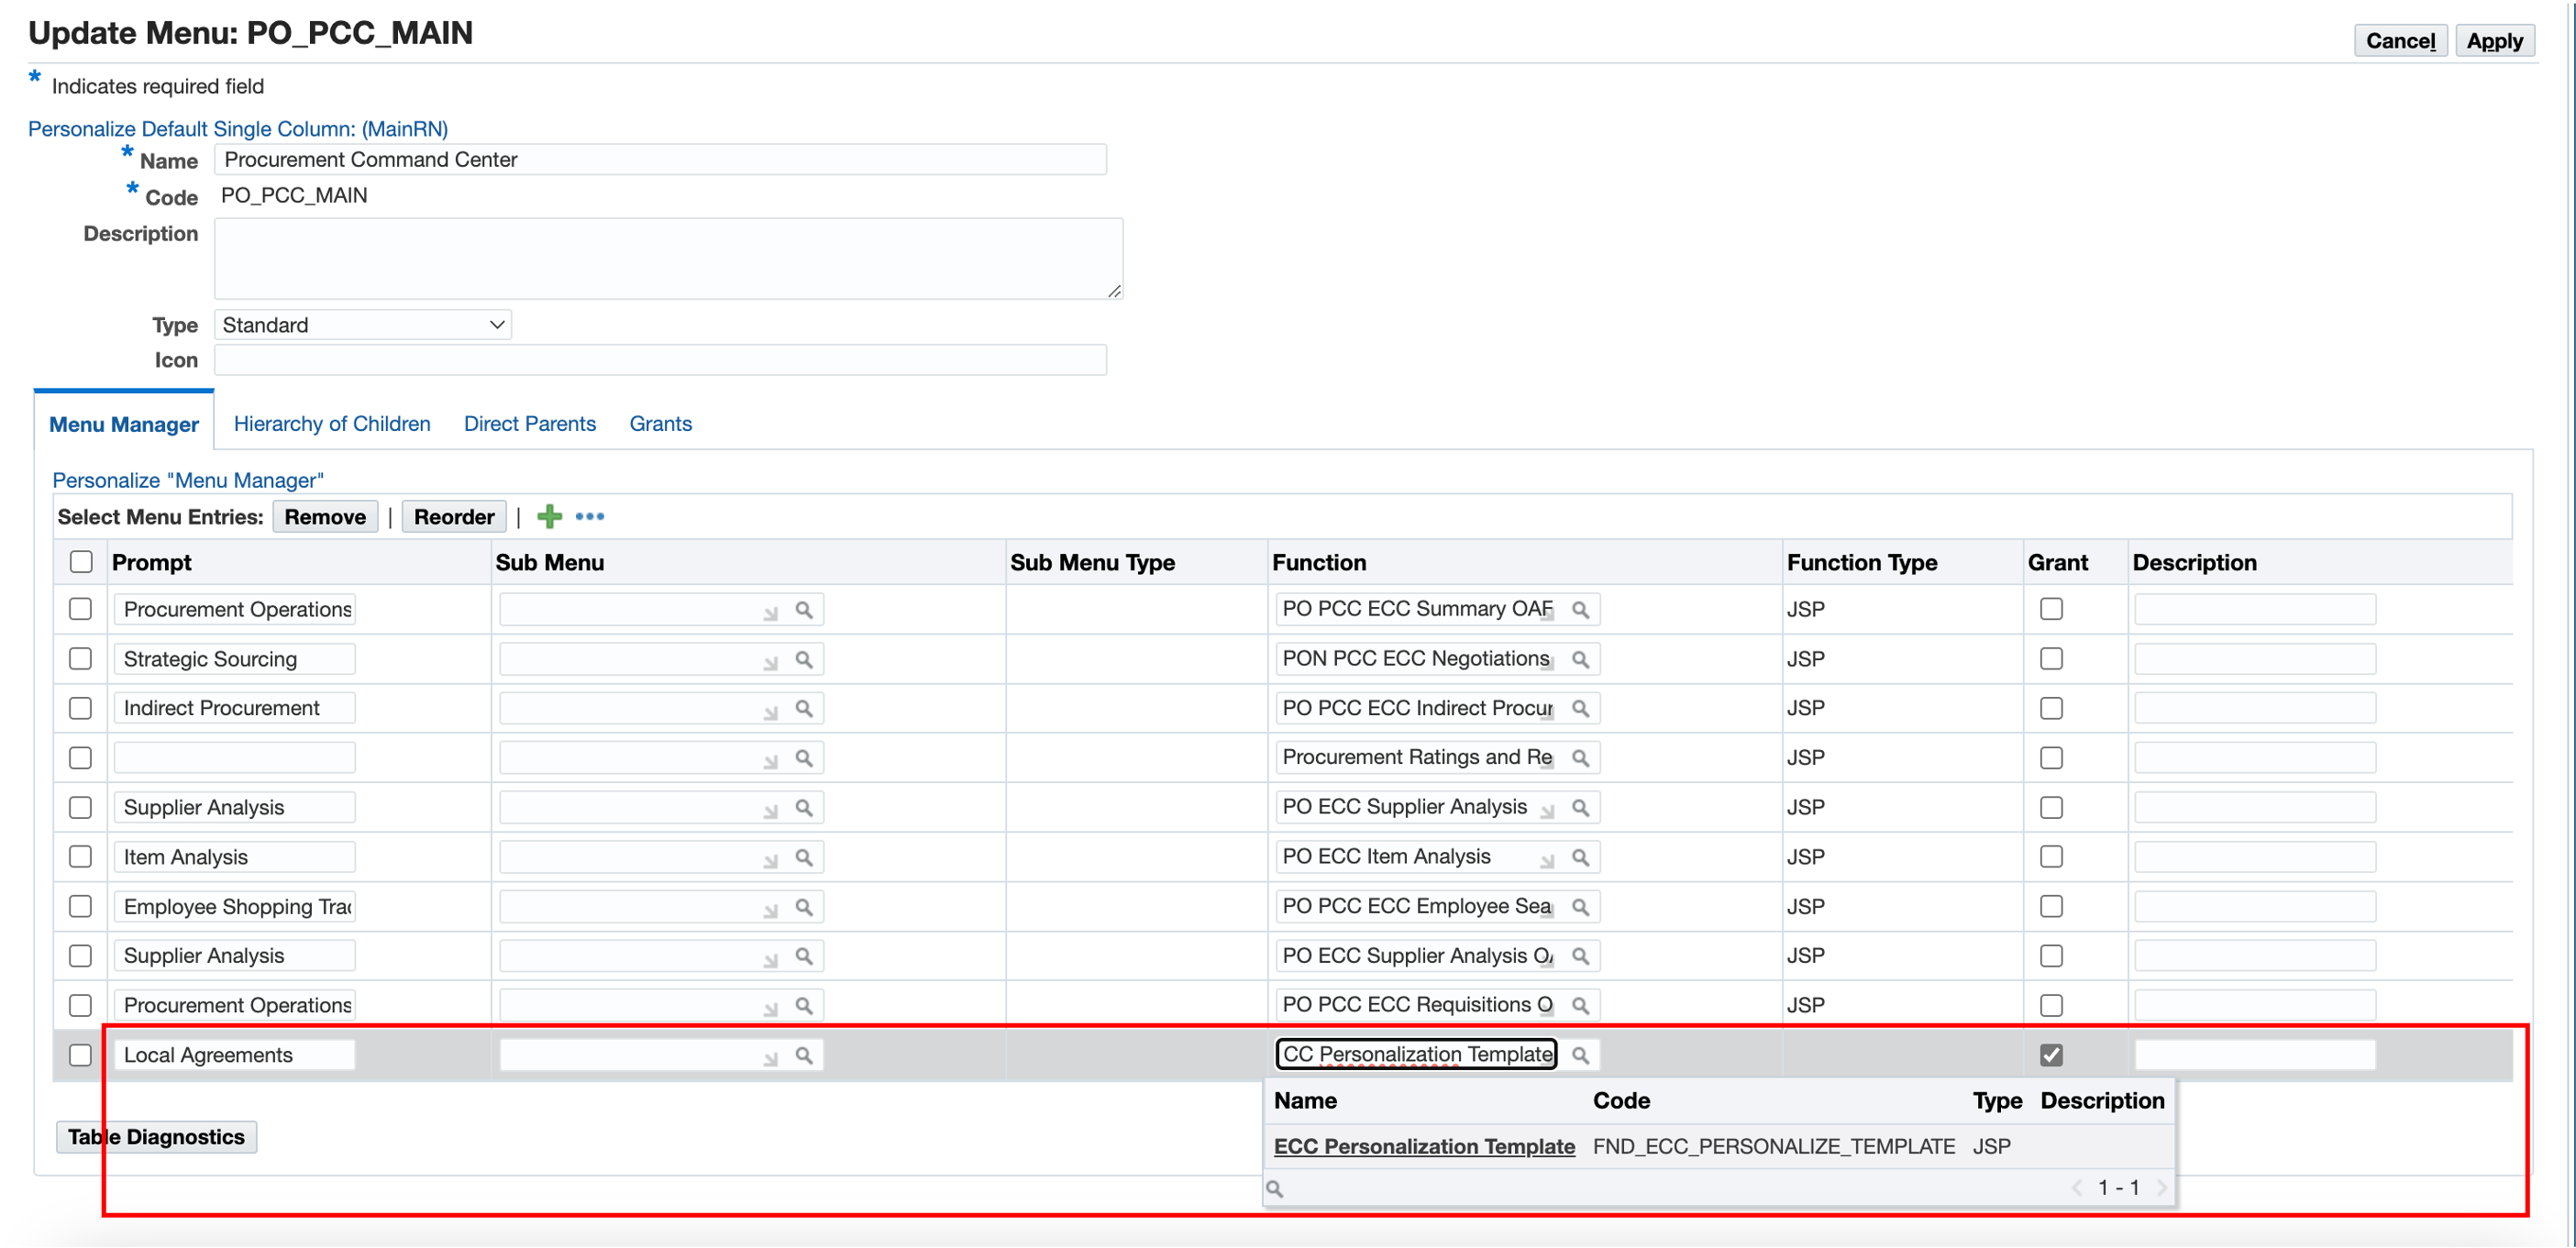 Update Menu: PO_PCC_MAIN
Cancel Apply
* Indicates required field
Personalize Default Single Column: (MainRN)
* Name Procurement Command Center
* Code PO_PCC_MAIN
Description
Type Standard
Icon
Menu Manager Hierarchy of Children Direct Parents Grants
Personalize "Menu Manager"
Select Menu Entries: Remove | Reorder |
Prompt Sub Menu Sub Menu Type Function Function Type Grant Description
Procurement Operations PO PCC ECC Summary OAF JSP
Strategic Sourcing PON PCC ECC Negotiations JSP
Indirect Procurement PO PCC ECC Indirect Procur JSP
Procurement Ratings and Re JSP
Supplier Analysis PO ECC Supplier Analysis JSP
Item Analysis PO ECC Item Analysis JSP
Employee Shopping Trac PO PCC ECC Employee Sea JSP
Supplier Analysis PO ECC Supplier Analysis O JSP
Procurement Operations PO PCC ECC Requisitions O JSP
Local Agreements CC Personalization Template
Name Code Type Description
Table Diagnostics
ECC Personalization Template FND_ECC_PERSONALIZE_TEMPLATE JSP
1 - 1